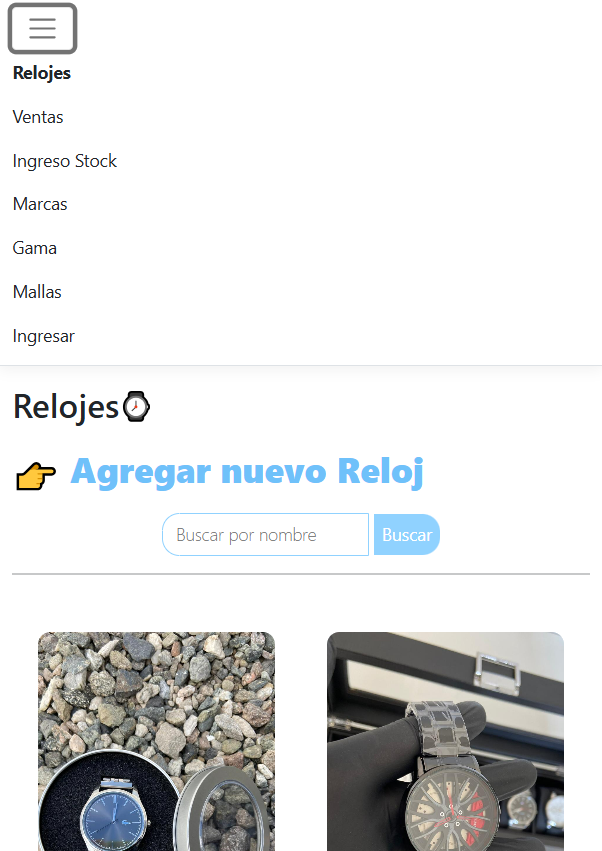 Relojes
Ventas
Ingreso Stock
Marcas
Gama
Mallas
Ingresar
Relojes⌚
👉 Agregar nuevo Reloj
Buscar por nombre Buscar